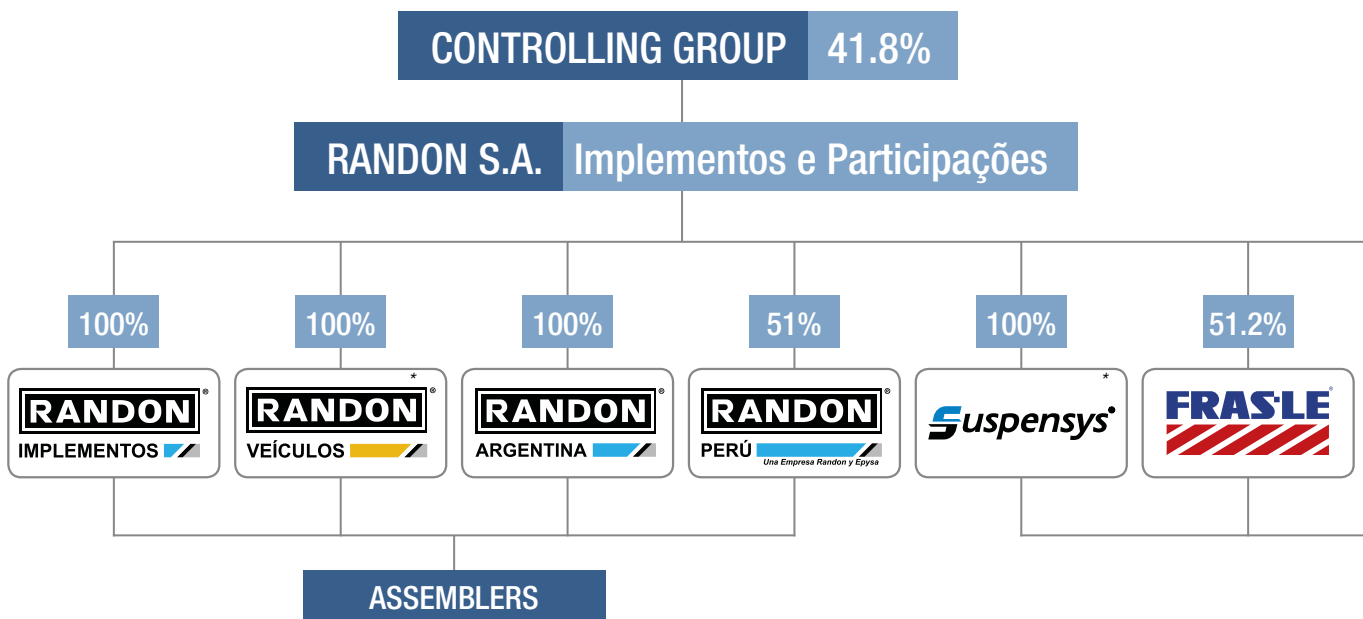 CONTROLLING GROUP 41.8%
RANDON S.A. Implementos e Participações
100% 100% 100% 51% 100% 51.2%
RANDON®
IMPLEMENTOS
*
RANDON®
VEÍCULOS
RANDON®
ARGENTINA
RANDON®
PERÚ
Una Empresa Randon y Epysa
*
Suspensys
FRAS-LE®
ASSEMBLERS